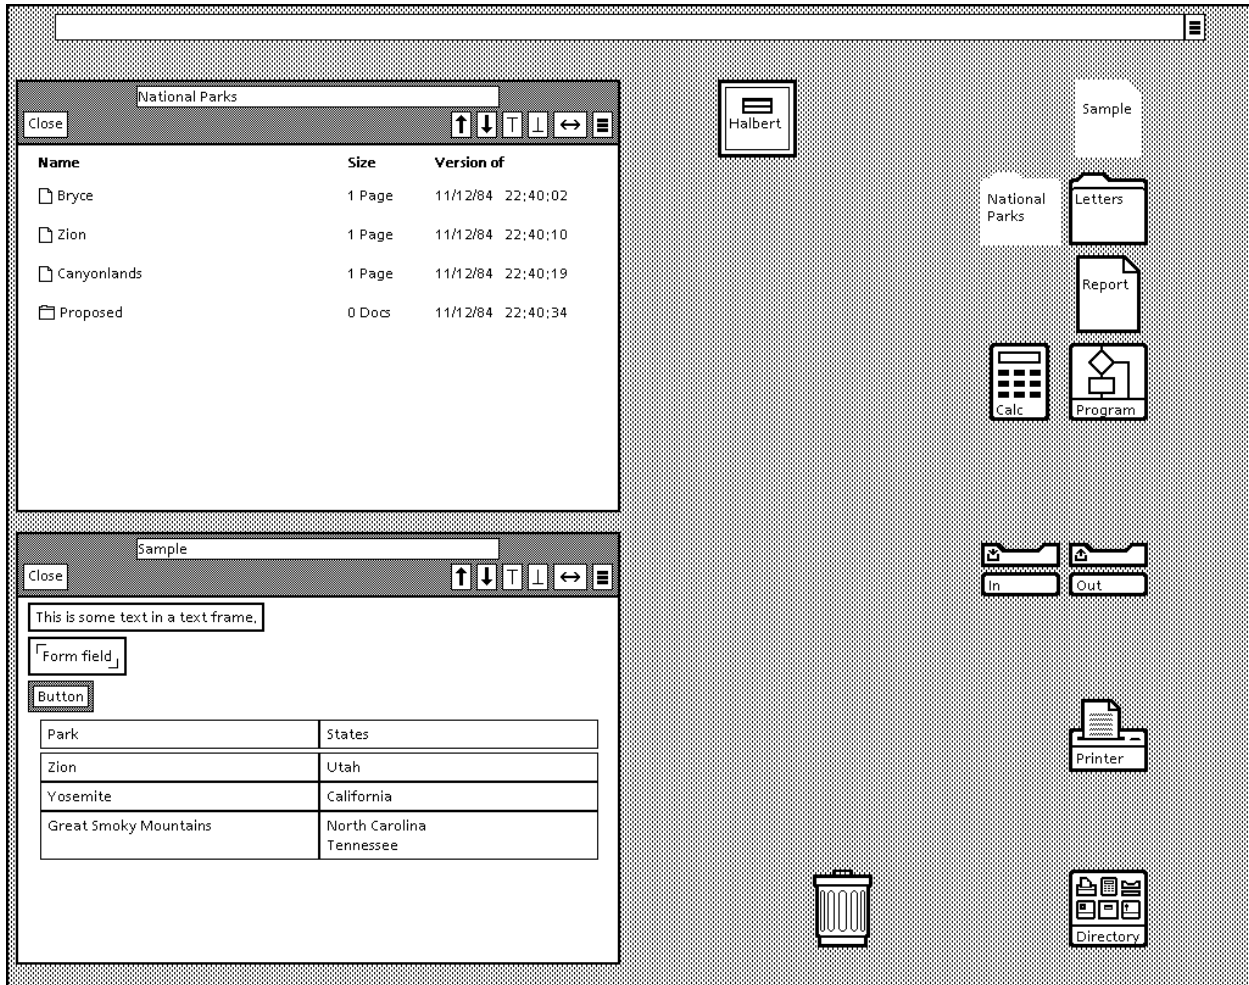 National Parks
Close
Name Size Version of
Bryce 1 Page 11/12/84 22:40:02
Zion 1 Page 11/12/84 22:40:10
Canyonlands 1 Page 11/12/84 22:40:19
Proposed 0 Docs 11/12/84 22:40:34
Sample
Close
This is some text in a text frame.
Form field
Button
Park States
Zion Utah
Yosemite California
Great Smoky Mountains North Carolina
Tennessee
Halbert
Sample
National
Parks
Letters
Report
Calc
Program
In
Out
Printer
Directory